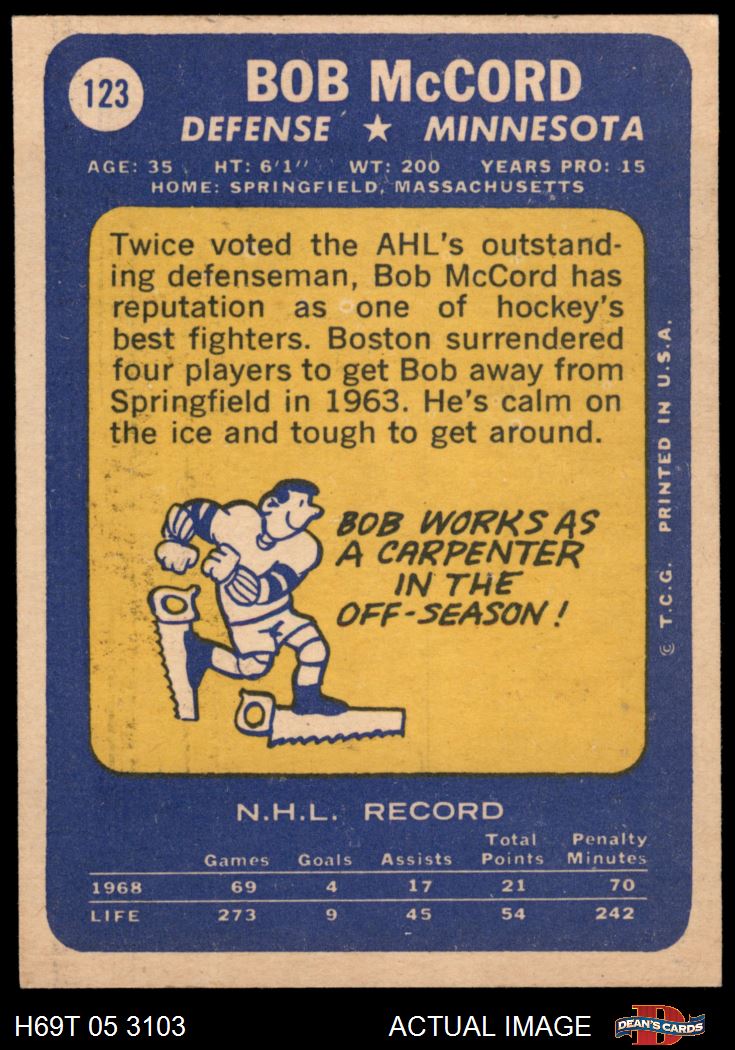 123
BOB McCORD
DEFENSE ★ MINNESOTA
AGE: 35 HT: 6'1" WT: 200 YEARS PRO: 15
HOME: SPRINGFIELD, MASSACHUSETTS
Twice voted the AHL's outstand-
ing defenseman, Bob McCord has
reputation as one of hockey's
best fighters. Boston surrendered
four players to get Bob away from
Springfield in 1963. He's calm on
the ice and tough to get around.
BOB WORKS AS
A CARPENTER
IN THE
OFF-SEASON!
© T.C.G. PRINTED IN U.S.A.
N.H.L. RECORD
Games Goals Assists Total Points Penalty Minutes
1968 69 4 17 21 70
LIFE 273 9 45 54 242
H69T 05 3103 ACTUAL IMAGE
D
DEAN'S CARDS